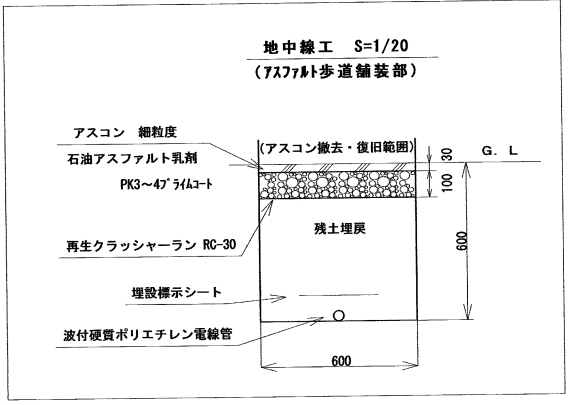 地中線工 S=1/20
(アスファルト歩道舗装部)
アスコン 細粒度
(アスコン撤去・復旧範囲)
30
G. L
石油アスファルト乳剤
PK3～4プライムコート
100
再生クラッシャーラン RC-30
残土埋戻
600
埋設標示シート
波付硬質ポリエチレン電線管
600